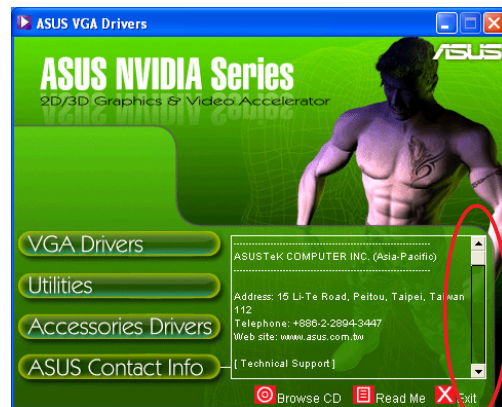 ASUS VGA Drivers
ASUS
ASUS NVIDIA Series
2D/3D Graphics & Video Accelerator
VGA Drivers
Utilities
Accessories Drivers
ASUS Contact Info
ASUSTeK COMPUTER INC. (Asia-Pacific)
Address: 15 Li-Te Road, Peitou, Taipei, Taiwan
112
Telephone: +886-2-2894-3447
Web site: www.asus.com.tw
[ Technical Support ]
Browse CD
Read Me
Exit